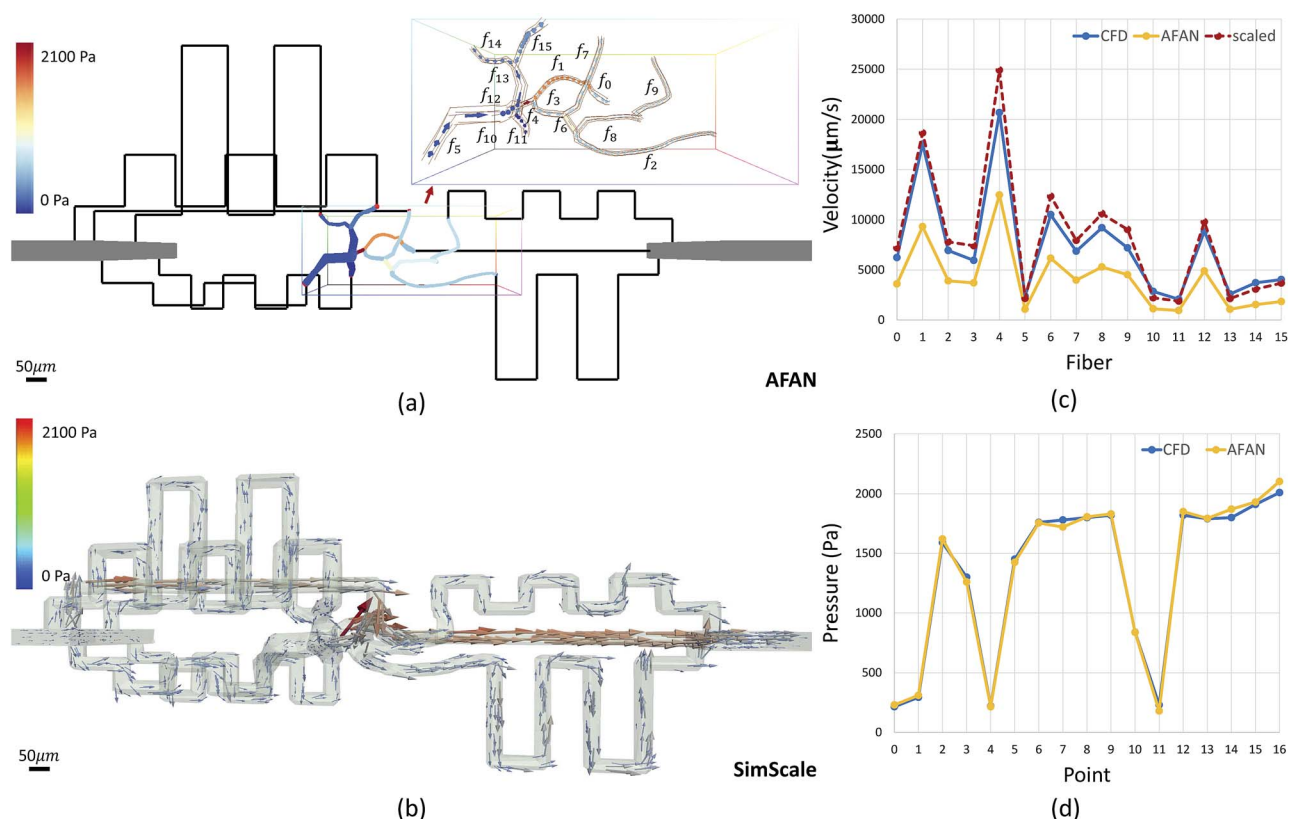 2100 Pa
0 Pa
f14
f15
f7
f1
f13
f0
f9
f12
f3
f4
f6
f10
f11
f8
f5
f2
50μm
AFAN
(a)
2100 Pa
0 Pa
50μm
SimScale
(b)
30000
25000
20000
15000
10000
5000
0
Velocity(μm/s)
CFD AFAN scaled
0 1 2 3 4 5 6 7 8 9 10 11 12 13 14 15
Fiber
(c)
2500
2000
1500
1000
500
0
Pressure (Pa)
CFD AFAN
0 1 2 3 4 5 6 7 8 9 10 11 12 13 14 15 16
Point
(d)